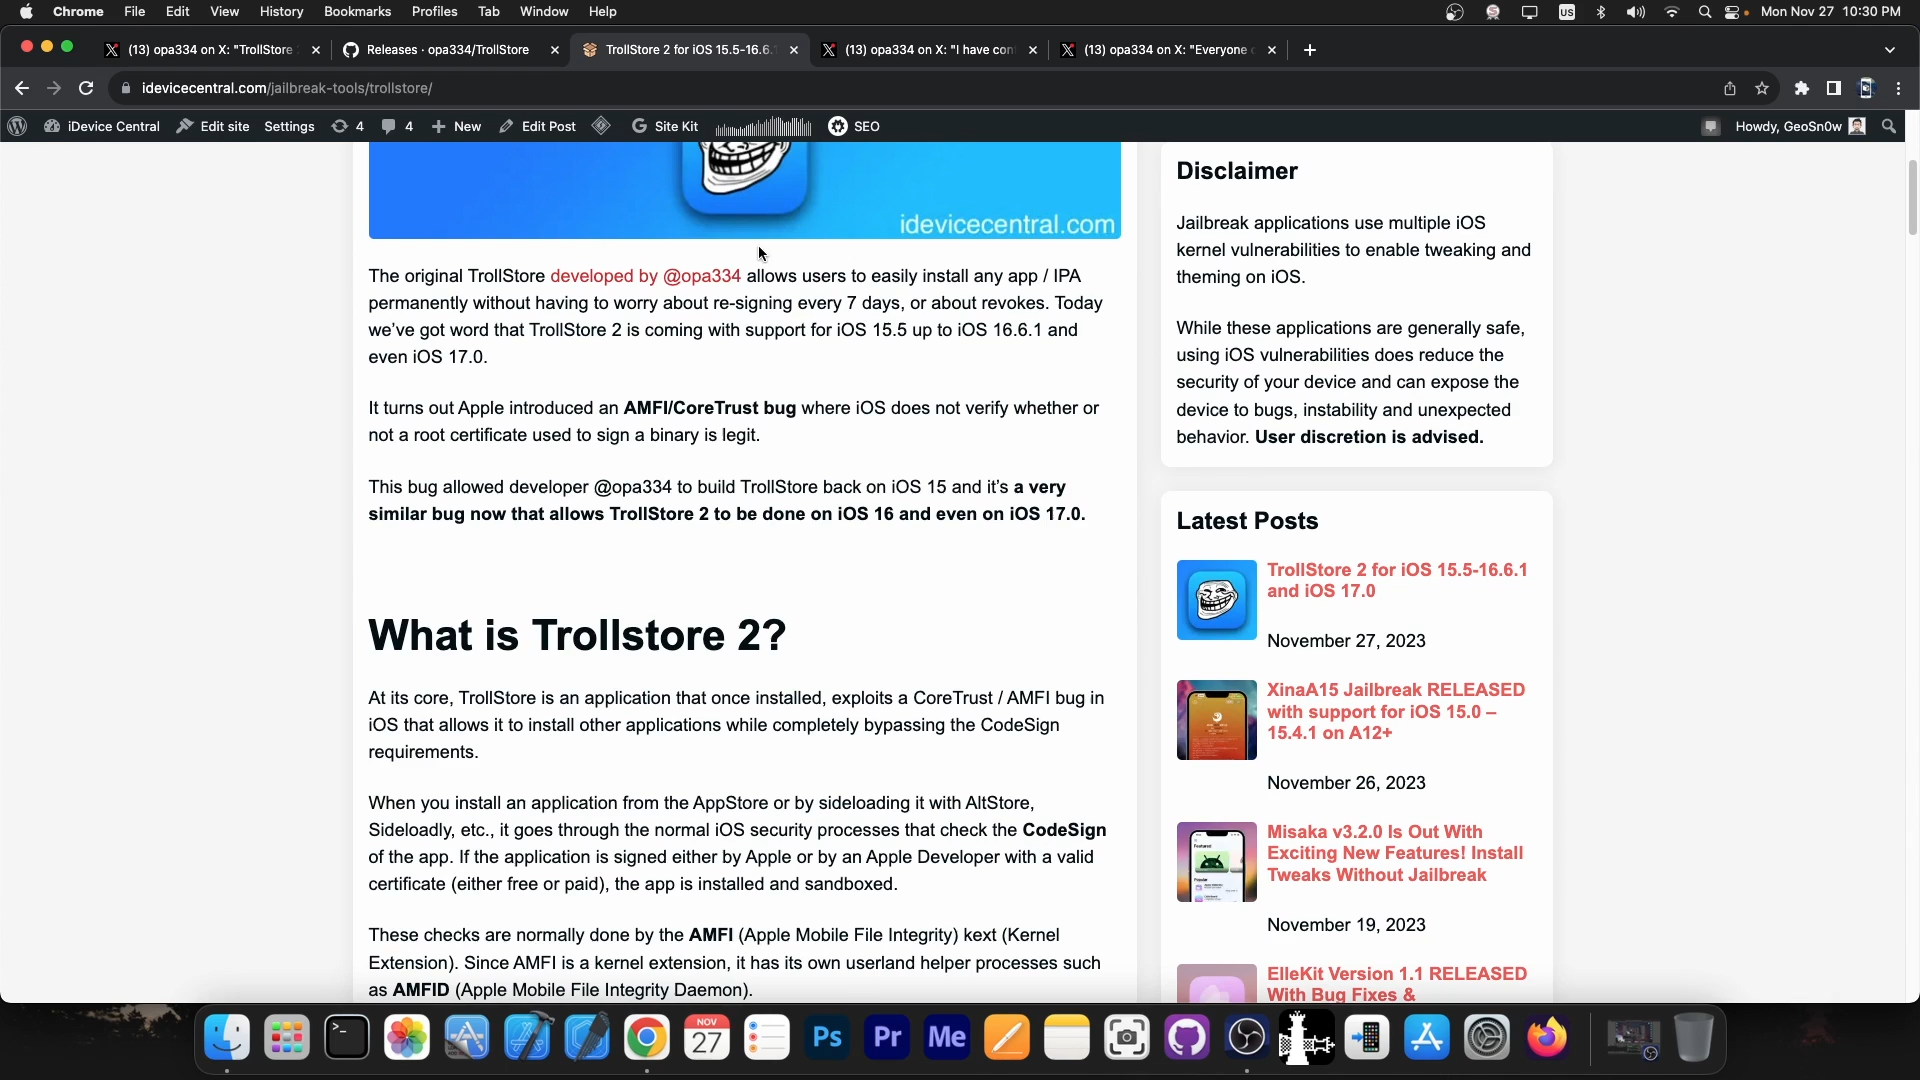 Chrome File Edit View History Bookmarks Profiles Tab Window Help
US
Mon Nov 27 10:30 PM
(13) opa334 on X: "TrollStore
Releases · opa334/TrollStore
TrollStore 2 for iOS 15.5-16.6.
(13) opa334 on X: "I have con
(13) opa334 on X: "Everyone
idevicecentral.com/jailbreak-tools/trollstore/
iDevice Central Edit site Settings 4 4 New Edit Post Site Kit SEO
Howdy, GeoSn0w
idevicecentral.com
The original TrollStore developed by @opa334 allows users to easily install any app / IPA
permanently without having to worry about re-signing every 7 days, or about revokes. Today
we've got word that TrollStore 2 is coming with support for iOS 15.5 up to iOS 16.6.1 and
even iOS 17.0.
It turns out Apple introduced an AMFI/CoreTrust bug where iOS does not verify whether or
not a root certificate used to sign a binary is legit.
This bug allowed developer @opa334 to build TrollStore back on iOS 15 and it's a very
similar bug now that allows TrollStore 2 to be done on iOS 16 and even on iOS 17.0.
What is Trollstore 2?
At its core, TrollStore is an application that once installed, exploits a CoreTrust / AMFI bug in
iOS that allows it to install other applications while completely bypassing the CodeSign
requirements.
When you install an application from the AppStore or by sideloading it with AltStore,
Sideloadly, etc., it goes through the normal iOS security processes that check the CodeSign
of the app. If the application is signed either by Apple or by an Apple Developer with a valid
certificate (either free or paid), the app is installed and sandboxed.
These checks are normally done by the AMFI (Apple Mobile File Integrity) kext (Kernel
Extension). Since AMFI is a kernel extension, it has its own userland helper processes such
as AMFID (Apple Mobile File Integrity Daemon).
Disclaimer
Jailbreak applications use multiple iOS
kernel vulnerabilities to enable tweaking and
theming on iOS.
While these applications are generally safe,
using iOS vulnerabilities does reduce the
security of your device and can expose the
device to bugs, instability and unexpected
behavior. User discretion is advised.
Latest Posts
TrollStore 2 for iOS 15.5-16.6.1
and iOS 17.0
November 27, 2023
XinaA15 Jailbreak RELEASED
with support for iOS 15.0 –
15.4.1 on A12+
November 26, 2023
Misaka v3.2.0 Is Out With
Exciting New Features! Install
Tweaks Without Jailbreak
November 19, 2023
ElleKit Version 1.1 RELEASED
With Bug Fixes &
NOV
27
Ps
Pr
Me